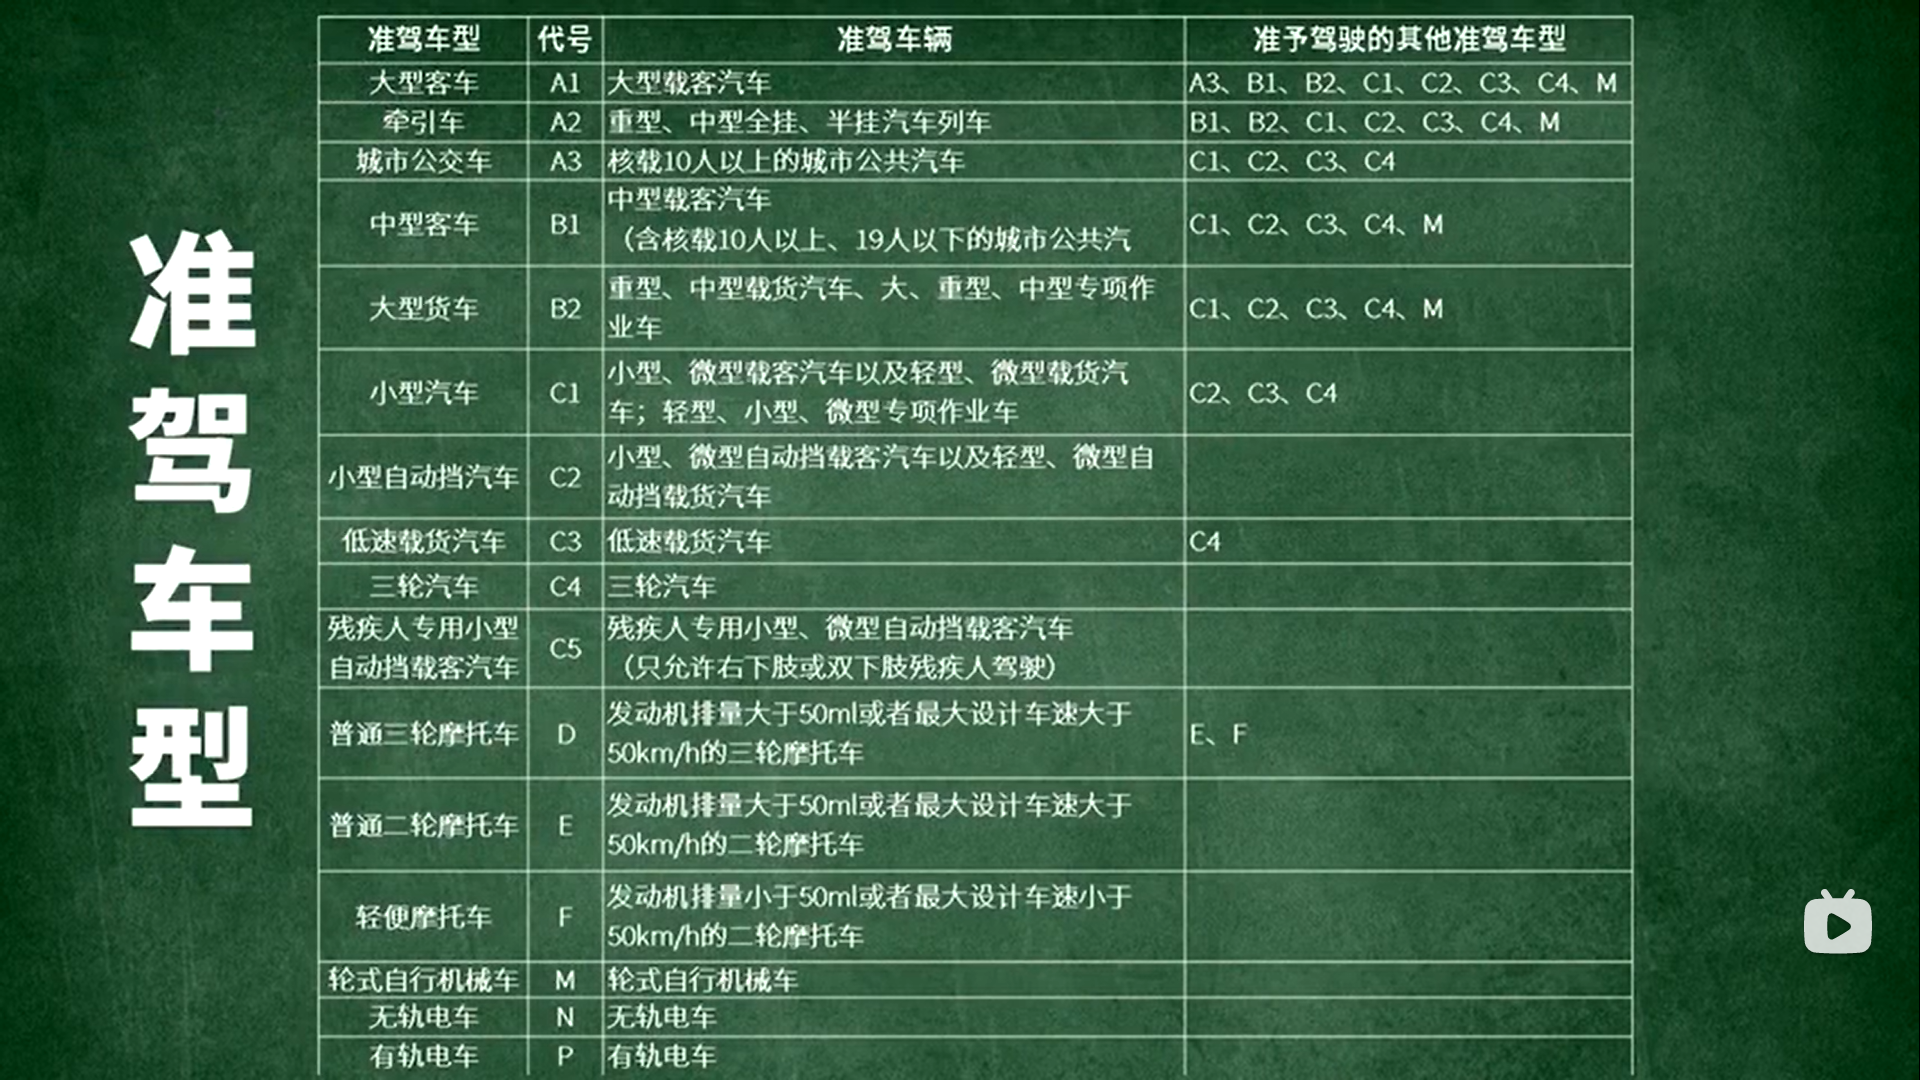 准驾车型
准驾车型 代号 准驾车辆 准予驾驶的其他准驾车型
大型客车 A1 大型载客汽车 A3、B1、B2、C1、C2、C3、C4、M
牵引车 A2 重型、中型全挂、半挂汽车列车 B1、B2、C1、C2、C3、C4、M
城市公交车 A3 核载10人以上的城市公共汽车 C1、C2、C3、C4
中型客车 B1 中型载客汽车
（含核载10人以上、19人以下的城市公共汽 C1、C2、C3、C4、M
大型货车 B2 重型、中型载货汽车、大、重型、中型专项作
业车 C1、C2、C3、C4、M
小型汽车 C1 小型、微型载客汽车以及轻型、微型载货汽
车；轻型、小型、微型专项作业车 C2、C3、C4
小型自动挡汽车 C2 小型、微型自动挡载客汽车以及轻型、微型自
动挡载货汽车
低速载货汽车 C3 低速载货汽车 C4
三轮汽车 C4 三轮汽车
残疾人专用小型
自动挡载客汽车 C5 残疾人专用小型、微型自动挡载客汽车
（只允许右下肢或双下肢残疾人驾驶）
普通三轮摩托车 D 发动机排量大于50ml或者最大设计车速大于
50km/h的三轮摩托车 E、F
普通二轮摩托车 E 发动机排量大于50ml或者最大设计车速大于
50km/h的二轮摩托车
轻便摩托车 F 发动机排量小于50ml或者最大设计车速小于
50km/h的二轮摩托车
轮式自行机械车 M 轮式自行机械车
无轨电车 N 无轨电车
有轨电车 P 有轨电车